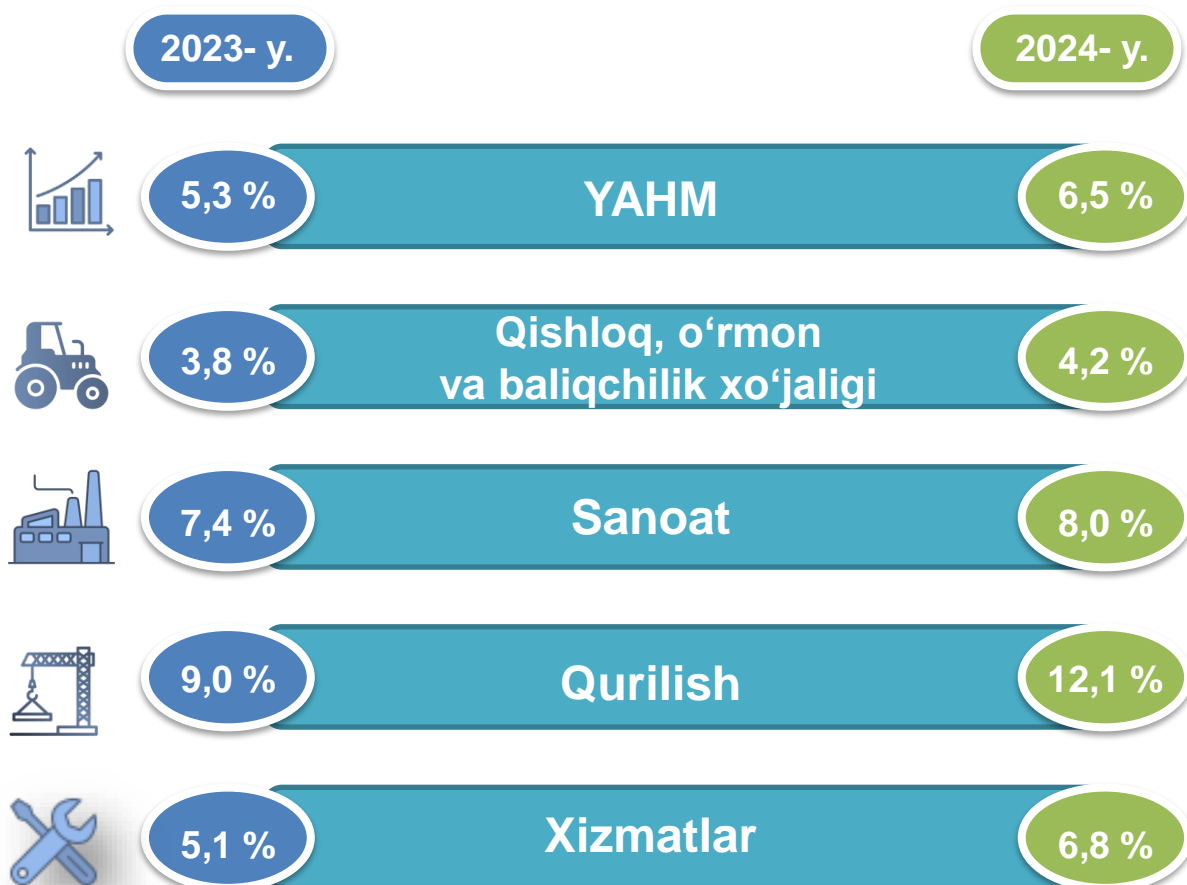 2023- y.
2024- y.
5,3 %
YAHM
6,5 %
3,8 %
Qishloq, o‘rmon
va baliqchilik xo‘jaligi
4,2 %
7,4 %
Sanoat
8,0 %
9,0 %
Qurilish
12,1 %
5,1 %
Xizmatlar
6,8 %